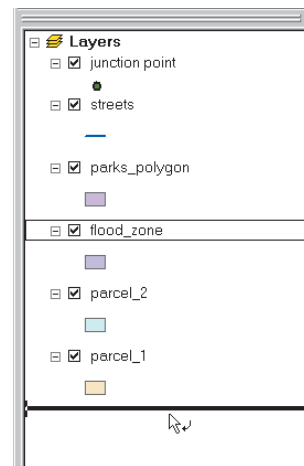 Layers
junction point
streets
parks_polygon
flood_zone
parcel_2
parcel_1